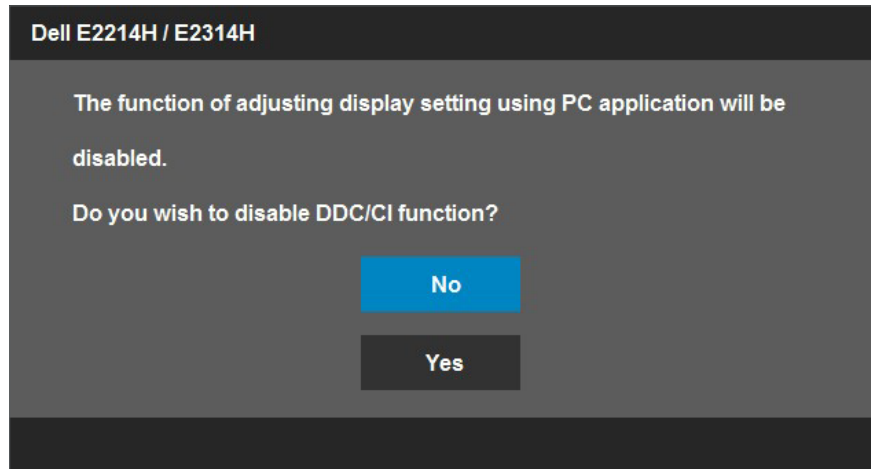 Dell E2214H / E2314H
The function of adjusting display setting using PC application will be
disabled.
Do you wish to disable DDC/CI function?
No
Yes